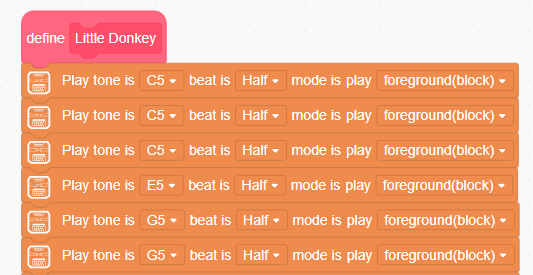 define Little Donkey
Play tone is C5 beat is Half mode is play foreground(block)
Play tone is C5 beat is Half mode is play foreground(block)
Play tone is C5 beat is Half mode is play foreground(block)
Play tone is E5 beat is Half mode is play foreground(block)
Play tone is G5 beat is Half mode is play foreground(block)
Play tone is G5 beat is Half mode is play foreground(block)